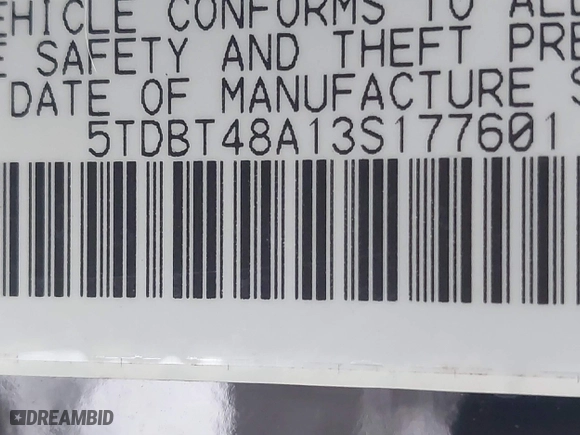 VEHICLE CONFORMS TO ALL
SAFETY AND THEFT PRE
DATE OF MANUFACTURE S
5TDBT48A13S177601
DREAMBID